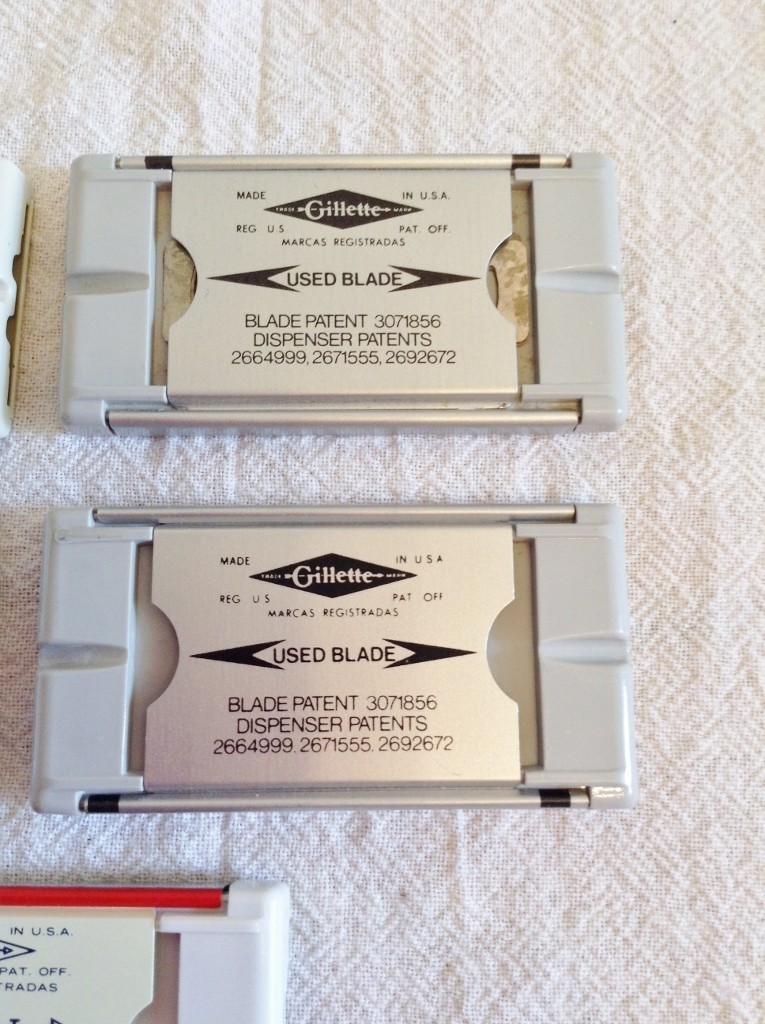 MADE IN U.S.A.
TRADE Gillette MARK
REG U.S PAT. OFF.
MARCAS REGISTRADAS
USED BLADE
BLADE PATENT 3071856
DISPENSER PATENTS
2664999, 2671555, 2692672
MADE IN U S A
TRADE Gillette MARK
REG U S PAT OFF
MARCAS REGISTRADAS
USED BLADE
BLADE PATENT 3071856
DISPENSER PATENTS
2664999. 2671555. 2692672
IN U.S.A.
PAT. OFF.
TRADAS